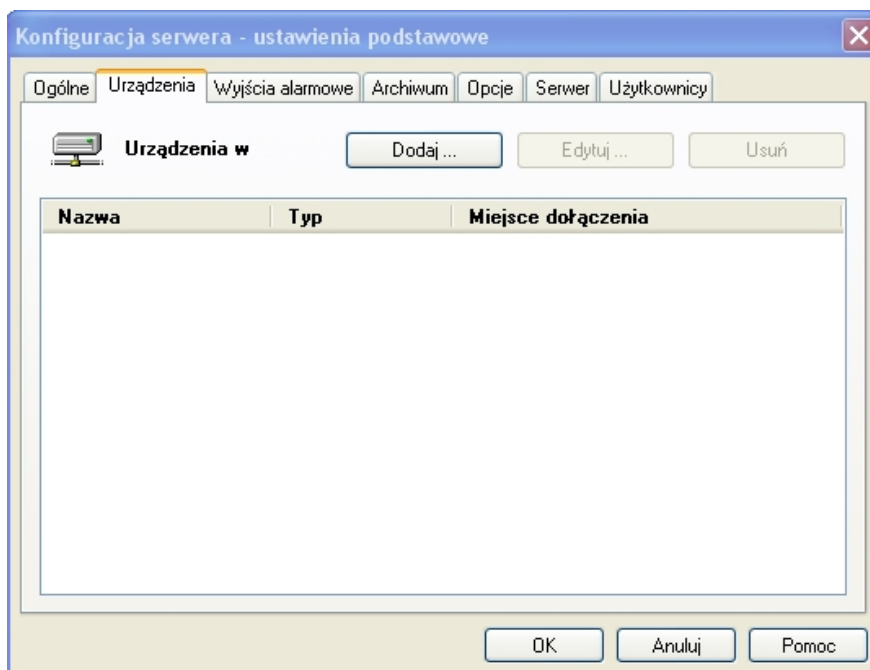 Konfiguracja serwera - ustawienia podstawowe
Ogólne Urządzenia Wyjścia alarmowe Archiwum Opcje Serwer Użytkownicy
Urządzenia w Dodaj ... Edytuj ... Usuń
Nazwa Typ Miejsce dołączenia
OK Anuluj Pomoc